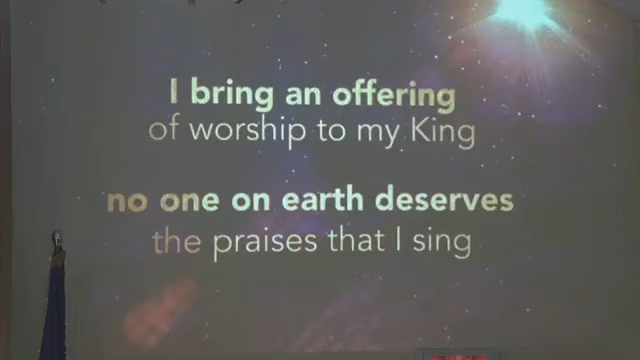 I bring an offering
of worship to my King
no one on earth deserves
the praises that I sing